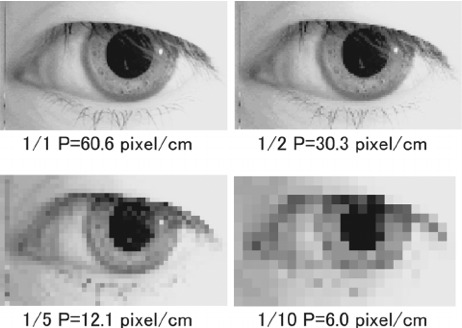 1/1 P=60.6 pixel/cm
1/2 P=30.3 pixel/cm
1/5 P=12.1 pixel/cm
1/10 P=6.0 pixel/cm